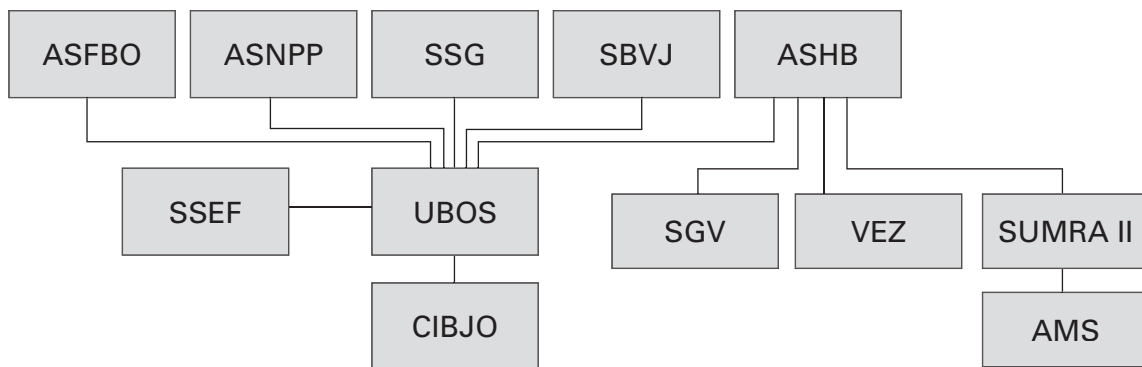 ASFBO
ASNPP
SSG
SBVJ
ASHB
SSEF
UBOS
SGV
VEZ
SUMRA II
CIBJO
AMS